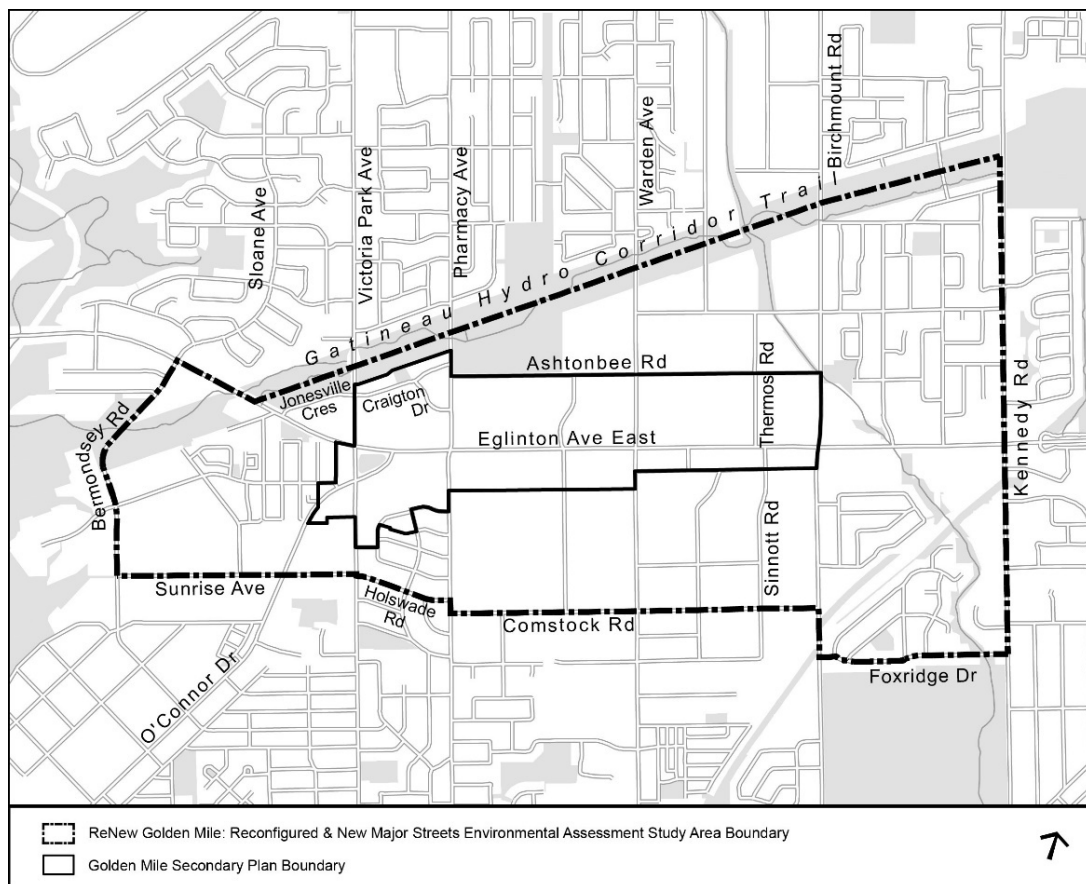 Birchmount Rd
Warden Ave
Pharmacy Ave
Victoria Park Ave
Sloane Ave
Gatineau Hydro Corridor Trail
Ashtonbee Rd
Thermos Rd
Kennedy Rd
Jonesville
Cres
Craigton
Dr
Bermondsey Rd
Eglinton Ave East
Sinnott Rd
Sunrise Ave
Holswade
Rd
Comstock Rd
O'Connor Dr
Foxridge Dr
ReNew Golden Mile: Reconfigured & New Major Streets Environmental Assessment Study Area Boundary
Golden Mile Secondary Plan Boundary